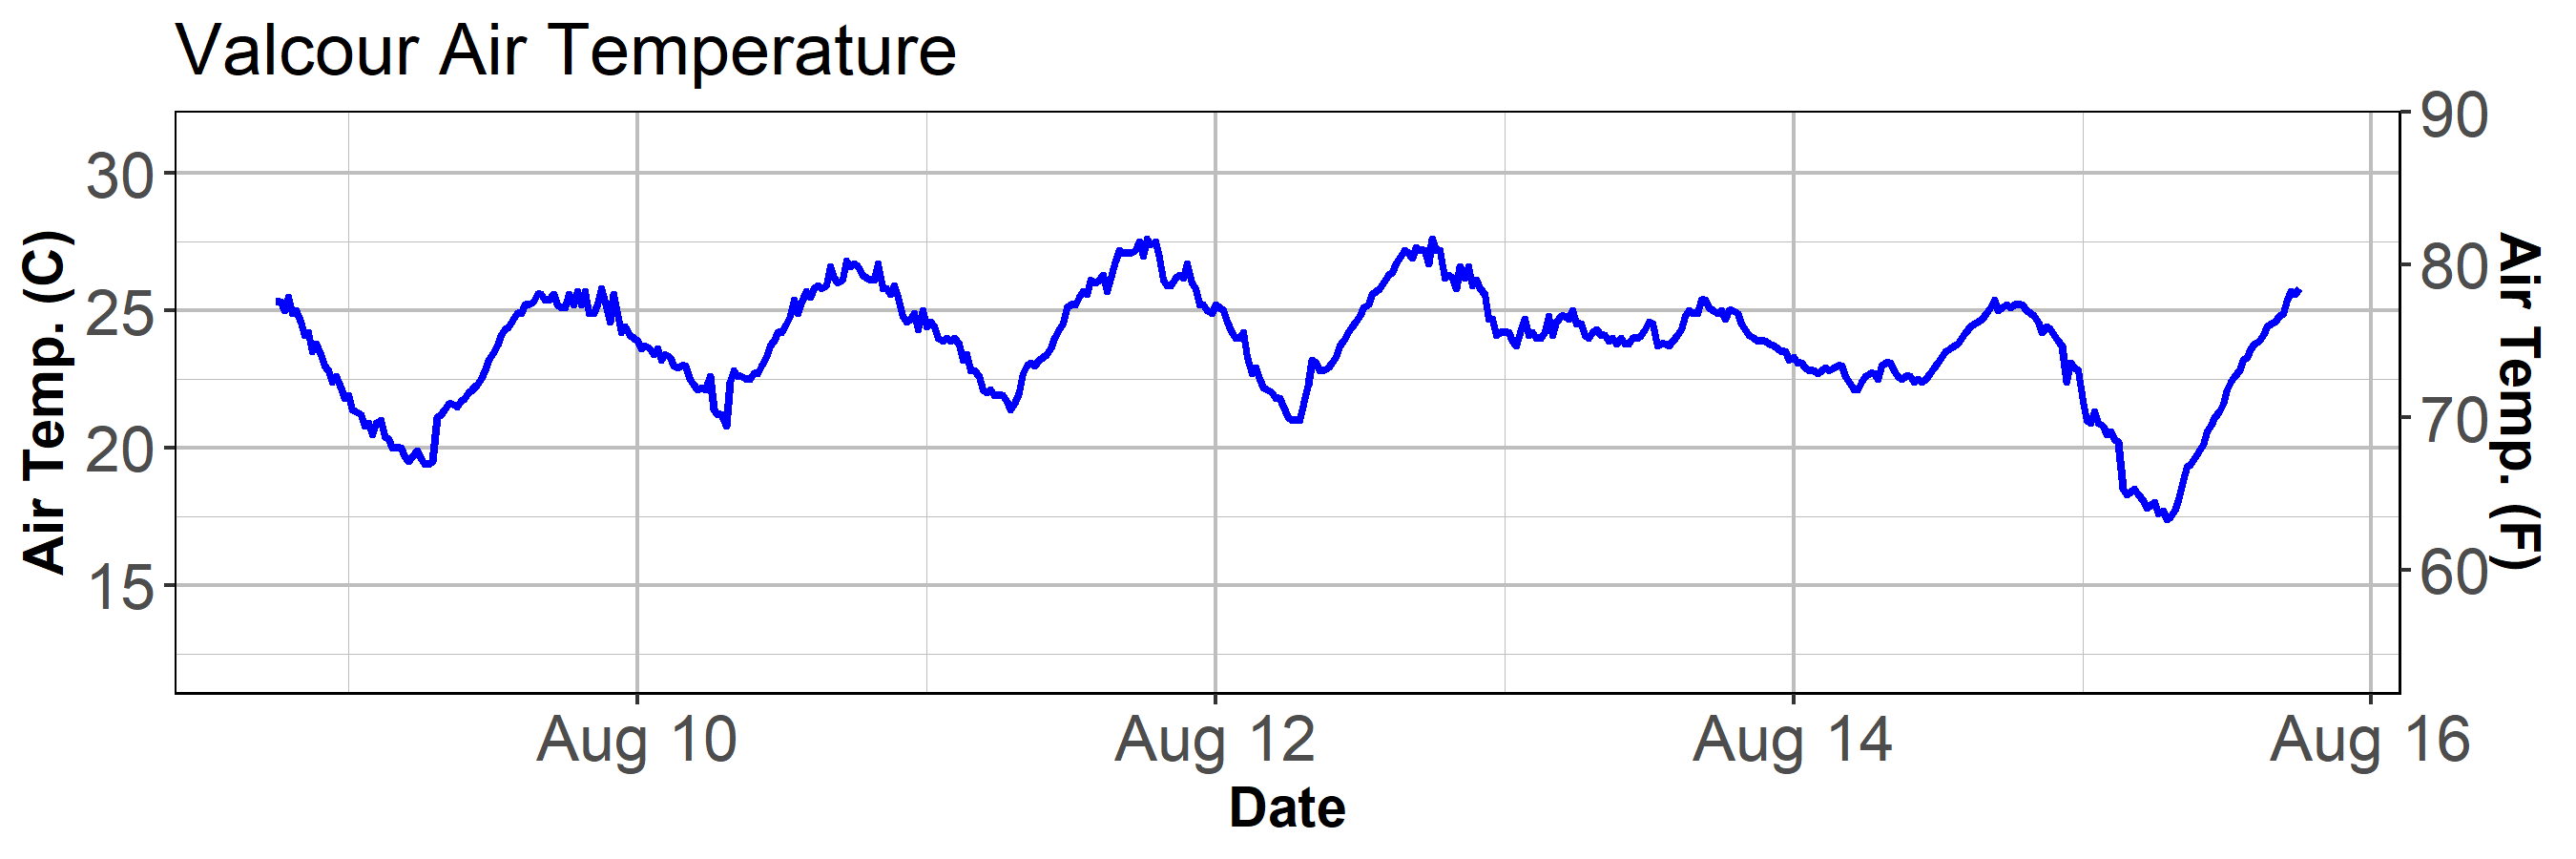 Valcour Air Temperature
90
30
80
25
70
20
60
15
Air Temp. (C)
Air Temp. (F)
Aug 10
Aug 12
Aug 14
Aug 16
Date